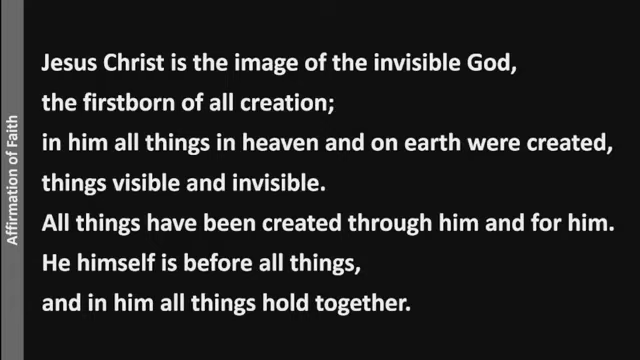 Affirmation of Faith
Jesus Christ is the image of the invisible God,
the firstborn of all creation;
in him all things in heaven and on earth were created,
things visible and invisible.
All things have been created through him and for him.
He himself is before all things,
and in him all things hold together.